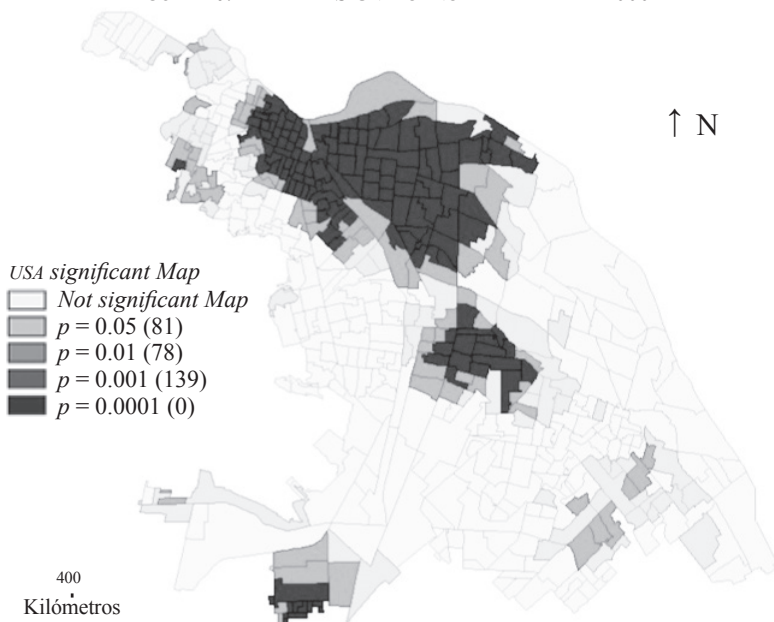 ↑ N
USA significant Map
Not significant Map
p = 0.05 (81)
p = 0.01 (78)
p = 0.001 (139)
p = 0.0001 (0)
400
Kilómetros